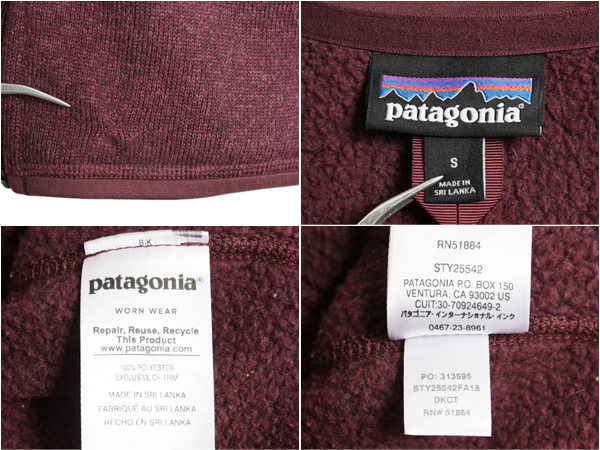 patagonia®
S
MADE IN
SRI LANKA
B-K
patagonia®
WORN WEAR
Repair, Reuse, Recycle
This Product
www.patagonia.com
100% POLYESTER
EXCLUSIVE OF TRIM
MADE IN SRI LANKA
FABRIQUÉ AU SRI LANKA
HECHO EN SRI LANKA
RN51884
STY25542
PATAGONIA P.O. BOX 150
VENTURA, CA 93002 US
CUIT:30-70924649-2
パタゴニア・インターナショナル・インク
0467-23-8961
PO: 313595
STY25542FA18
DKCT
RN# 51884